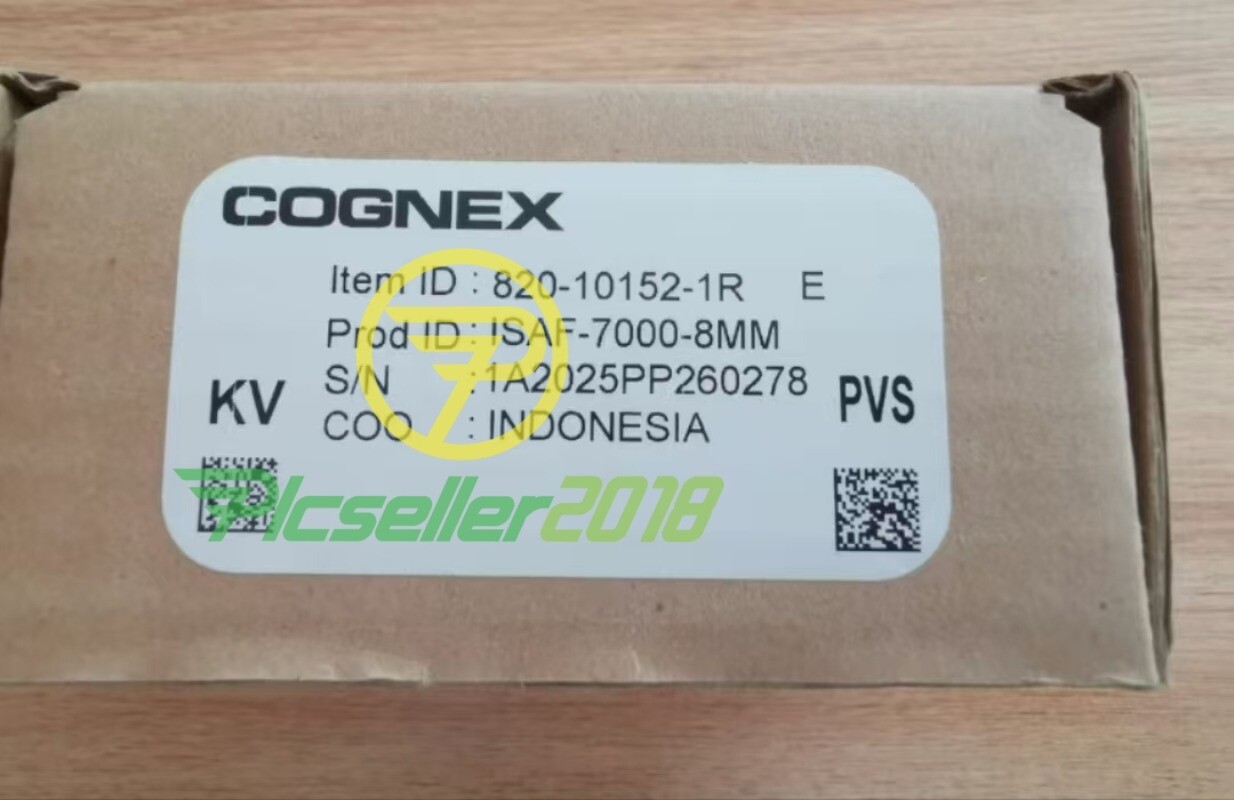 COGNEX
Item ID : 820-10152-1R E
Prod ID : ISAF-7000-8MM
S/N : 1A2025PP260278
COO : INDONESIA
KV
PVS
Plcseller2018